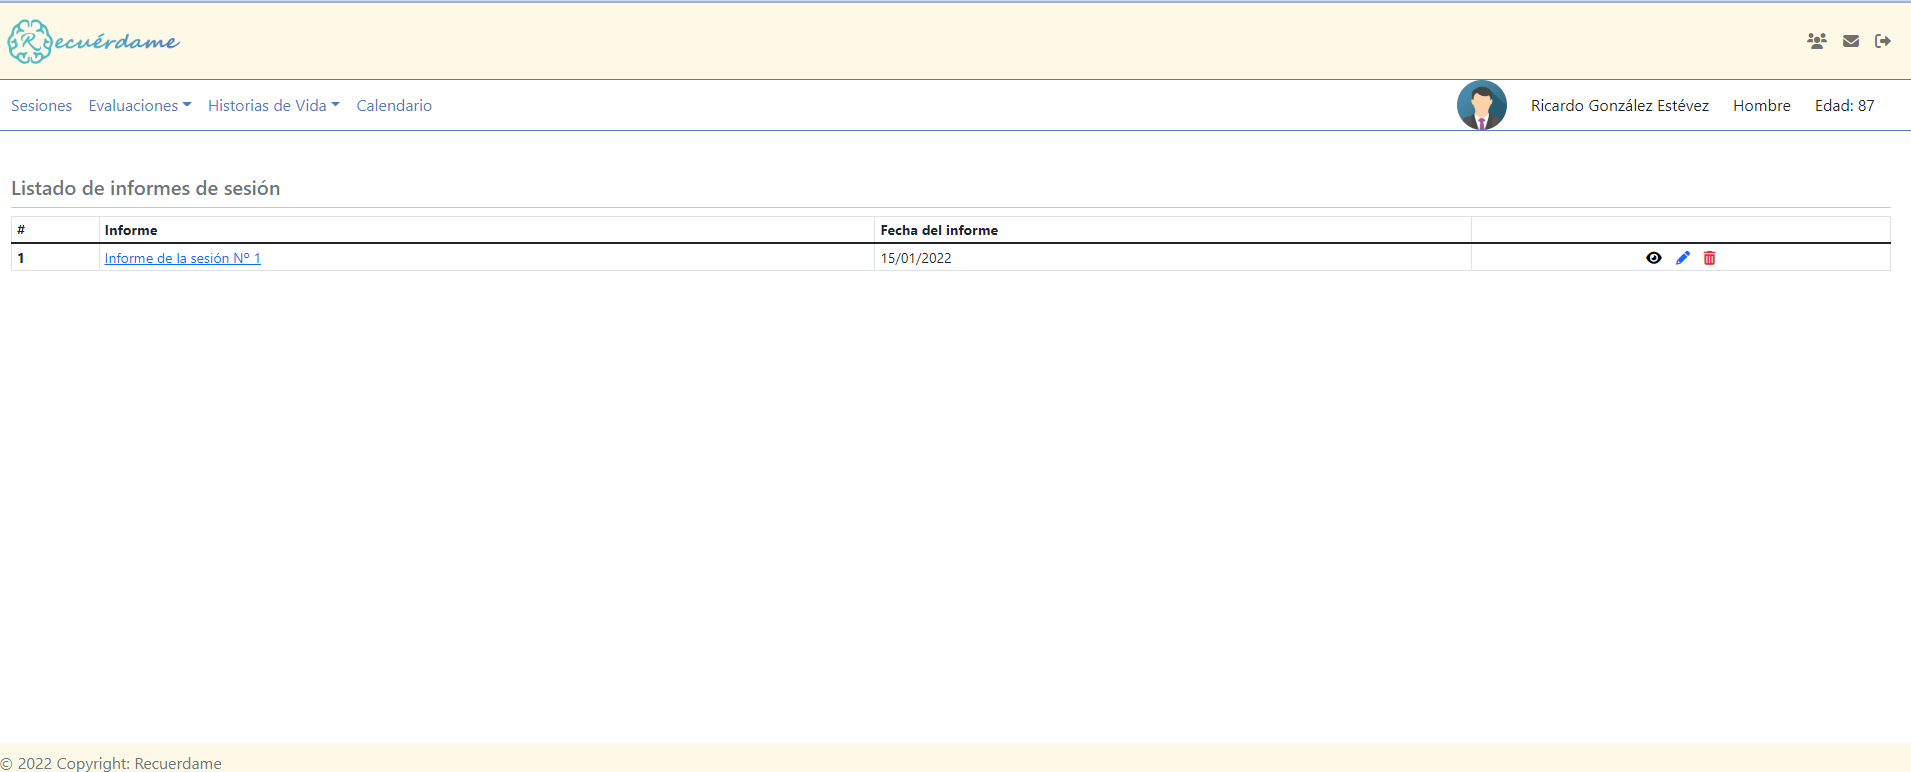 Recuérdame
Sesiones Evaluaciones Historias de Vida Calendario Ricardo González Estévez Hombre Edad: 87
Listado de informes de sesión
# Informe Fecha del informe
1 Informe de la sesión Nº 1 15/01/2022
© 2022 Copyright: Recuerdame